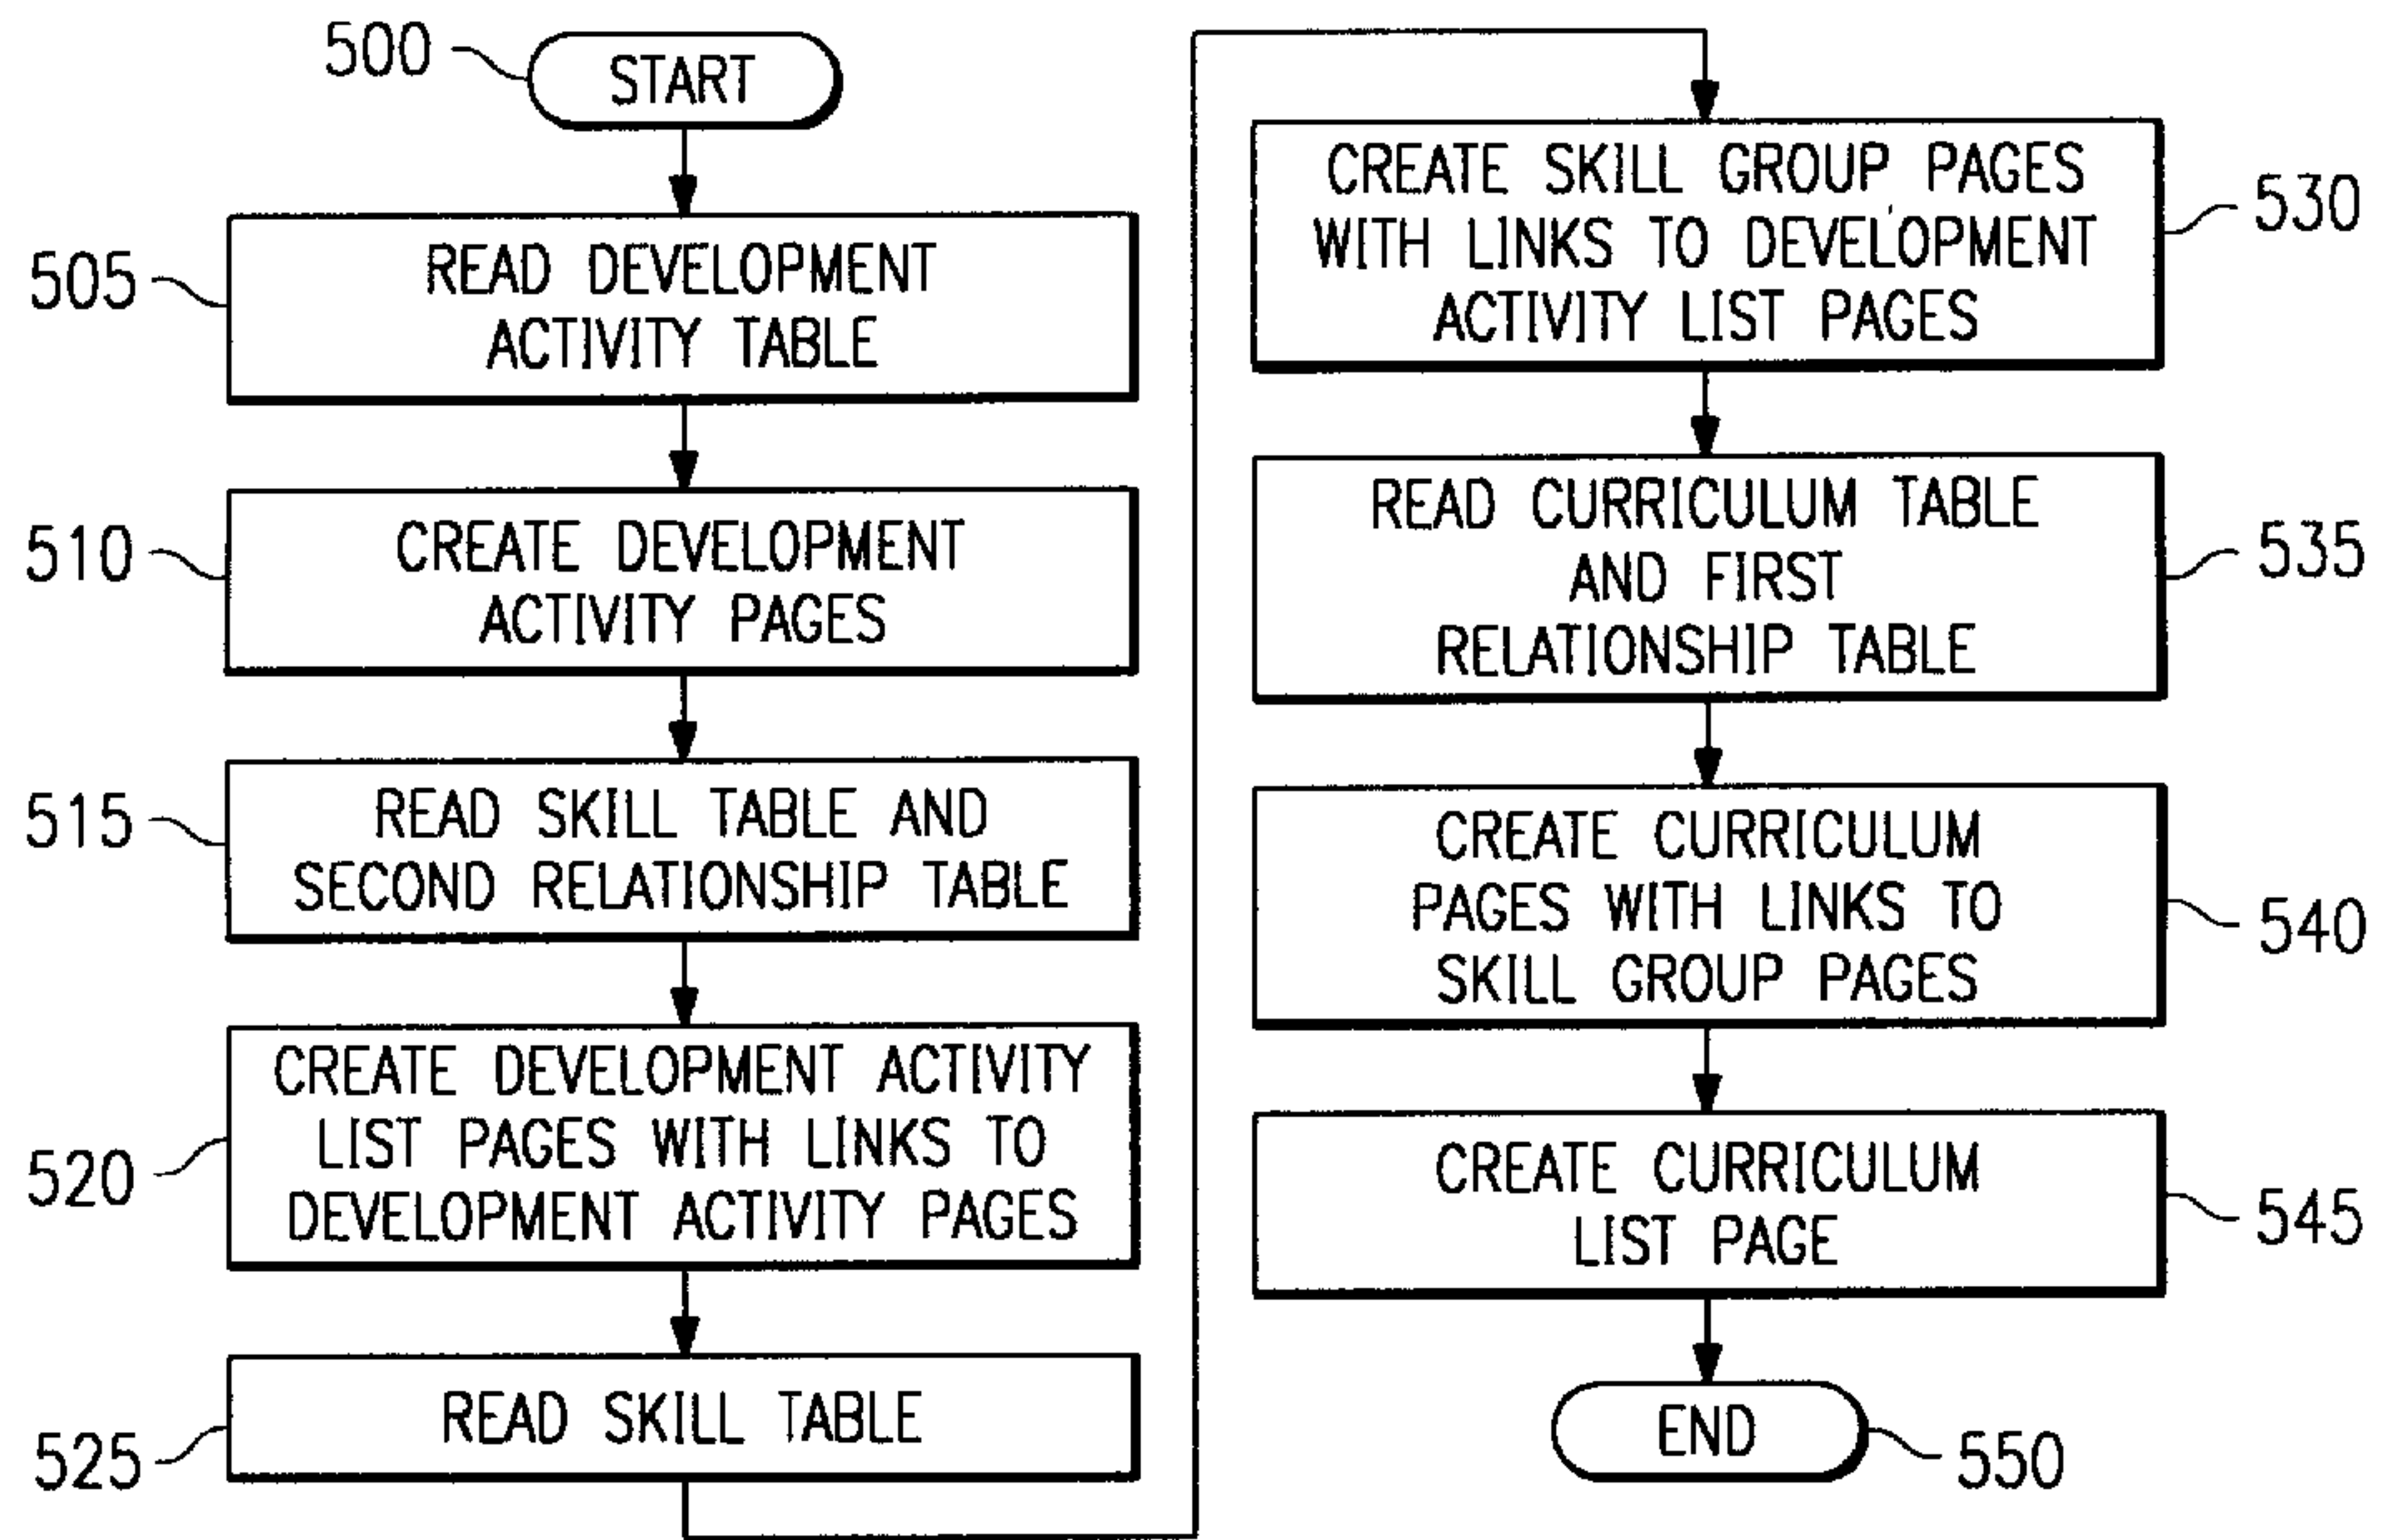 500
START
505
READ DEVELOPMENT
ACTIVITY TABLE
510
CREATE DEVELOPMENT
ACTIVITY PAGES
515
READ SKILL TABLE AND
SECOND RELATIONSHIP TABLE
520
CREATE DEVELOPMENT ACTIVITY
LIST PAGES WITH LINKS TO
DEVELOPMENT ACTIVITY PAGES
525
READ SKILL TABLE
CREATE SKILL GROUP PAGES
WITH LINKS TO DEVELOPMENT
ACTIVITY LIST PAGES
530
READ CURRICULUM TABLE
AND FIRST
RELATIONSHIP TABLE
535
CREATE CURRICULUM
PAGES WITH LINKS TO
SKILL GROUP PAGES
540
CREATE CURRICULUM
LIST PAGE
545
END
550